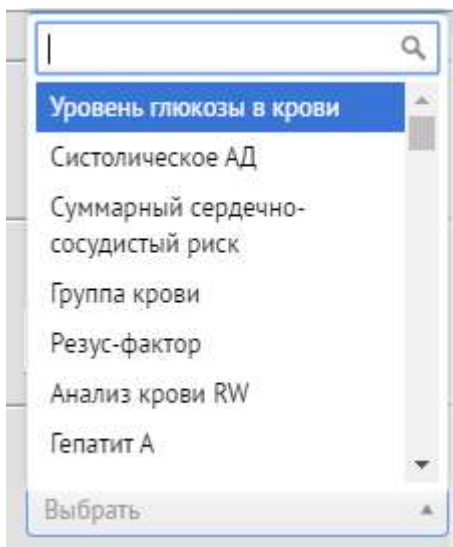 Уровень глюкозы в крови
Систолическое АД
Суммарный сердечно-
сосудистый риск
Группа крови
Резус-фактор
Анализ крови RW
Гепатит А
Выбрать